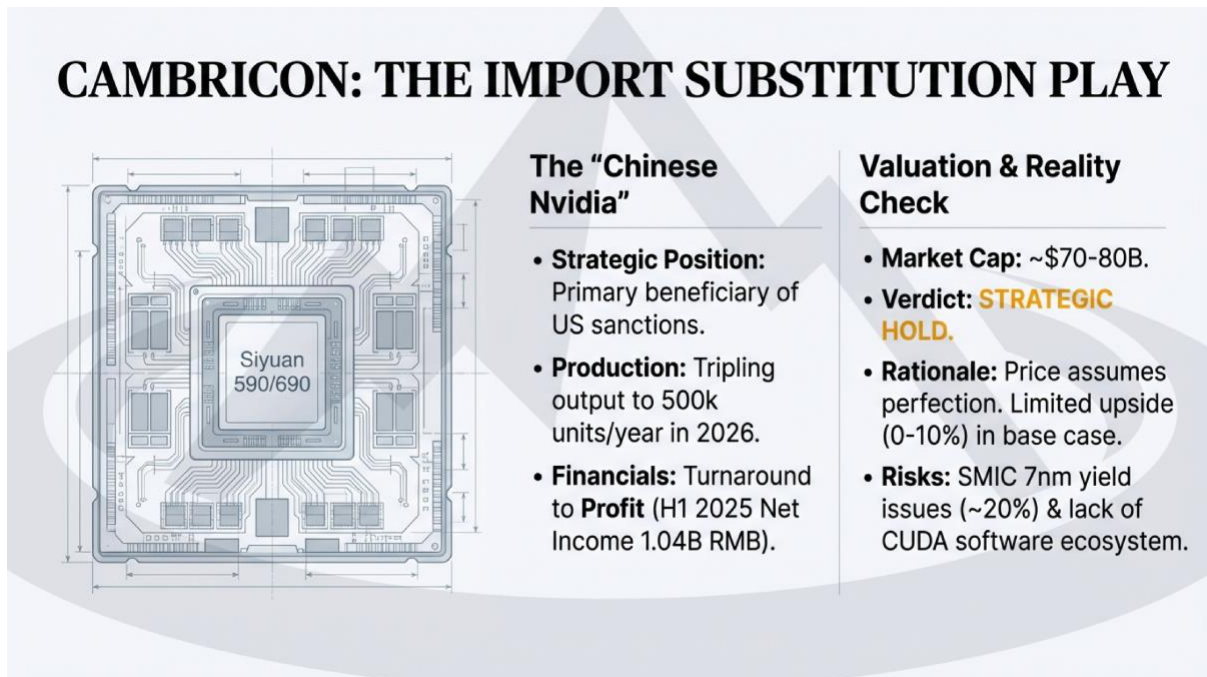 CAMBRICON: THE IMPORT SUBSTITUTION PLAY
Siyuan
590/690
The “Chinese
Nvidia”
• Strategic Position:
Primary beneficiary of
US sanctions.
• Production: Tripling
output to 500k
units/year in 2026.
• Financials: Turnaround
to Profit (H1 2025 Net
Income 1.04B RMB).
Valuation & Reality
Check
• Market Cap: ~$70-80B.
• Verdict: STRATEGIC
HOLD.
• Rationale: Price assumes
perfection. Limited upside
(0-10%) in base case.
• Risks: SMIC 7nm yield
issues (~20%) & lack of
CUDA software ecosystem.